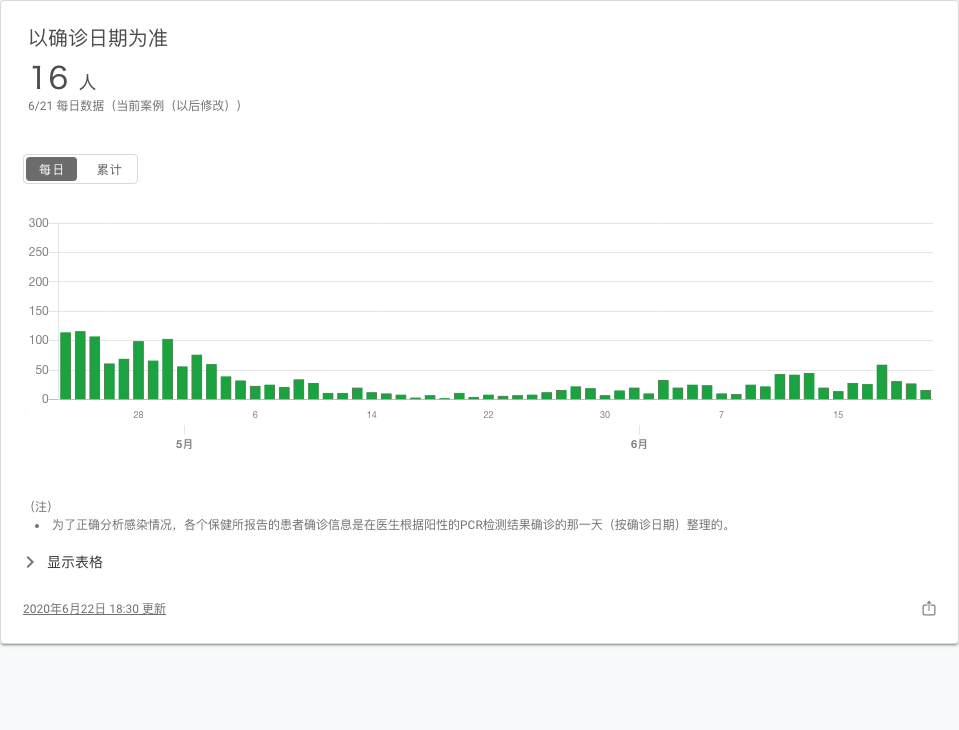 以确诊日期为准
16 人
6/21 每日数据（当前案例（以后修改））
每日 累计
300
250
200
150
100
50
0
28 6 14 22 30 7 15
5月 6月
（注）
• 为了正确分析感染情况，各个保健所报告的患者确诊信息是在医生根据阳性的PCR检测结果确诊的那一天（按确诊日期）整理的。
显示表格
2020年6月22日 18:30 更新